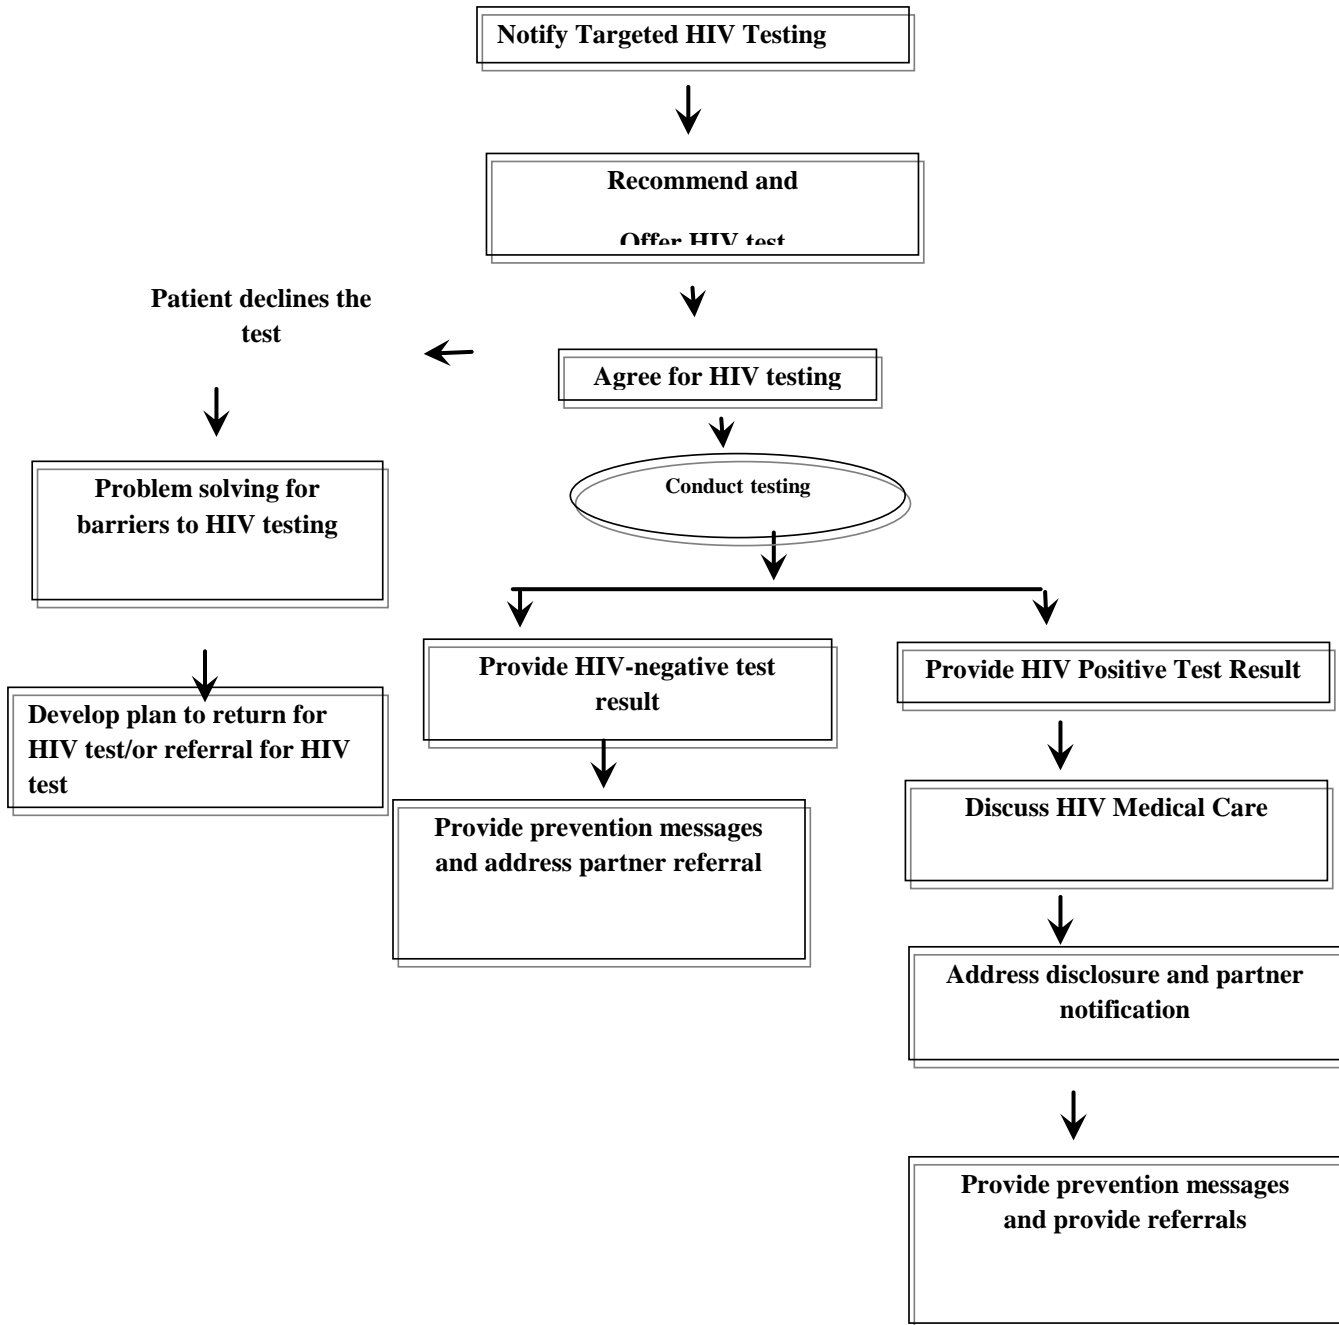 Notify Targeted HIV Testing
Recommend and
Offer HIV test
Patient declines the
test
Agree for HIV testing
Conduct testing
Problem solving for
barriers to HIV testing
Develop plan to return for
HIV test/or referral for HIV
test
Provide HIV-negative test
result
Provide prevention messages
and address partner referral
Provide HIV Positive Test Result
Discuss HIV Medical Care
Address disclosure and partner
notification
Provide prevention messages
and provide referrals